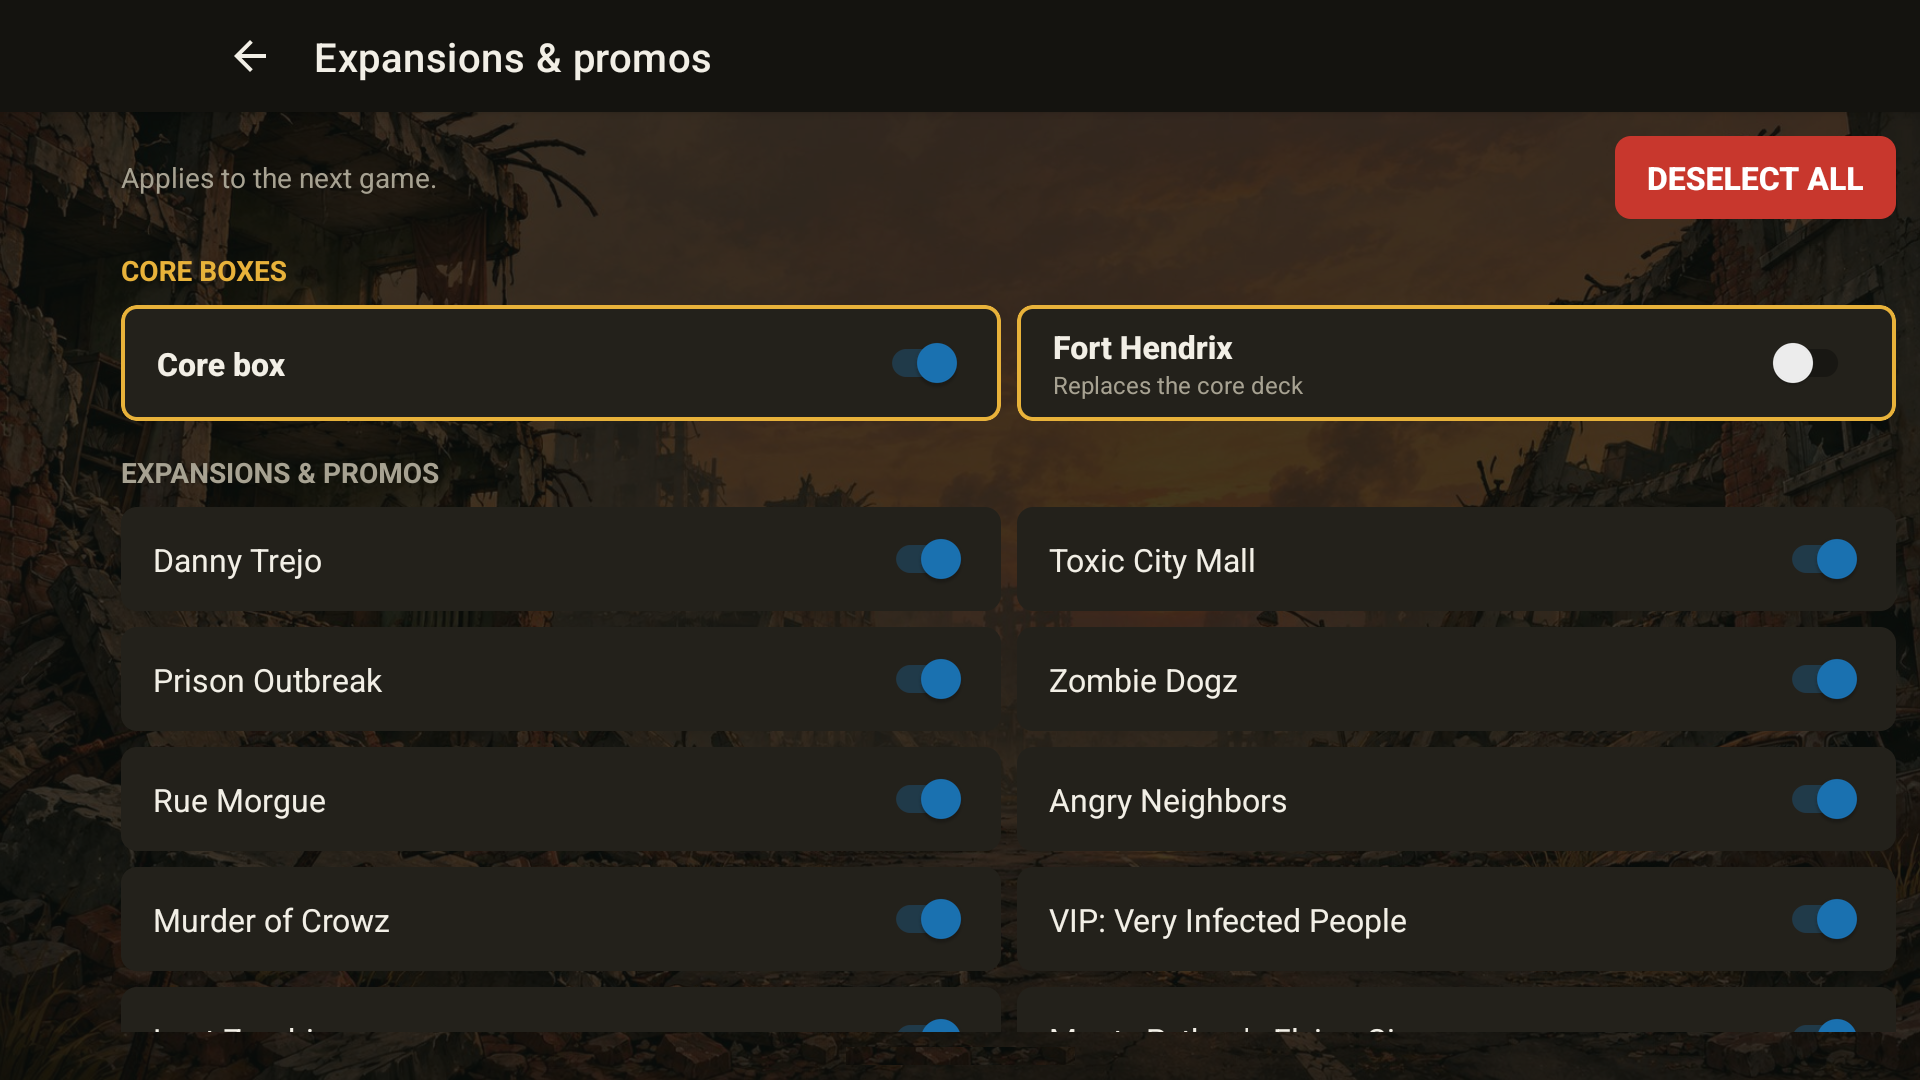 Expansions & promos
Applies to the next game.
DESELECT ALL
CORE BOXES
Core box
Fort Hendrix
Replaces the core deck
EXPANSIONS & PROMOS
Danny Trejo
Toxic City Mall
Prison Outbreak
Zombie Dogz
Rue Morgue
Angry Neighbors
Murder of Crowz
VIP: Very Infected People